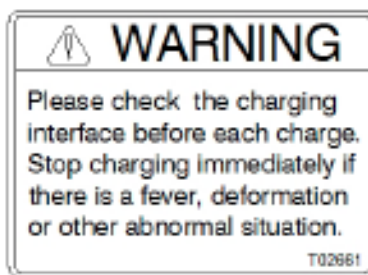 WARNING
Please check the charging
interface before each charge.
Stop charging immediately if
there is a fever, deformation
or other abnormal situation.
T02661